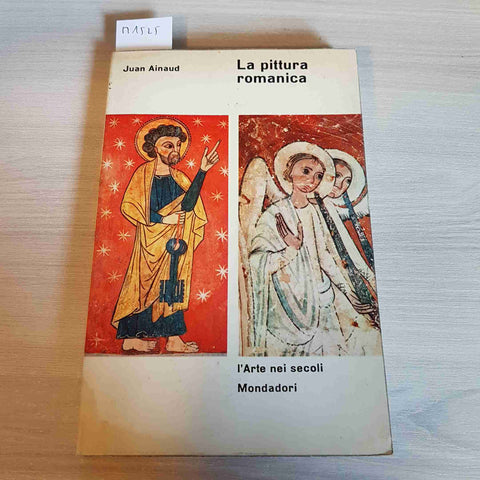 M1525
Juan Ainaud
La pittura
romanica
l'Arte nei secoli
Mondadori